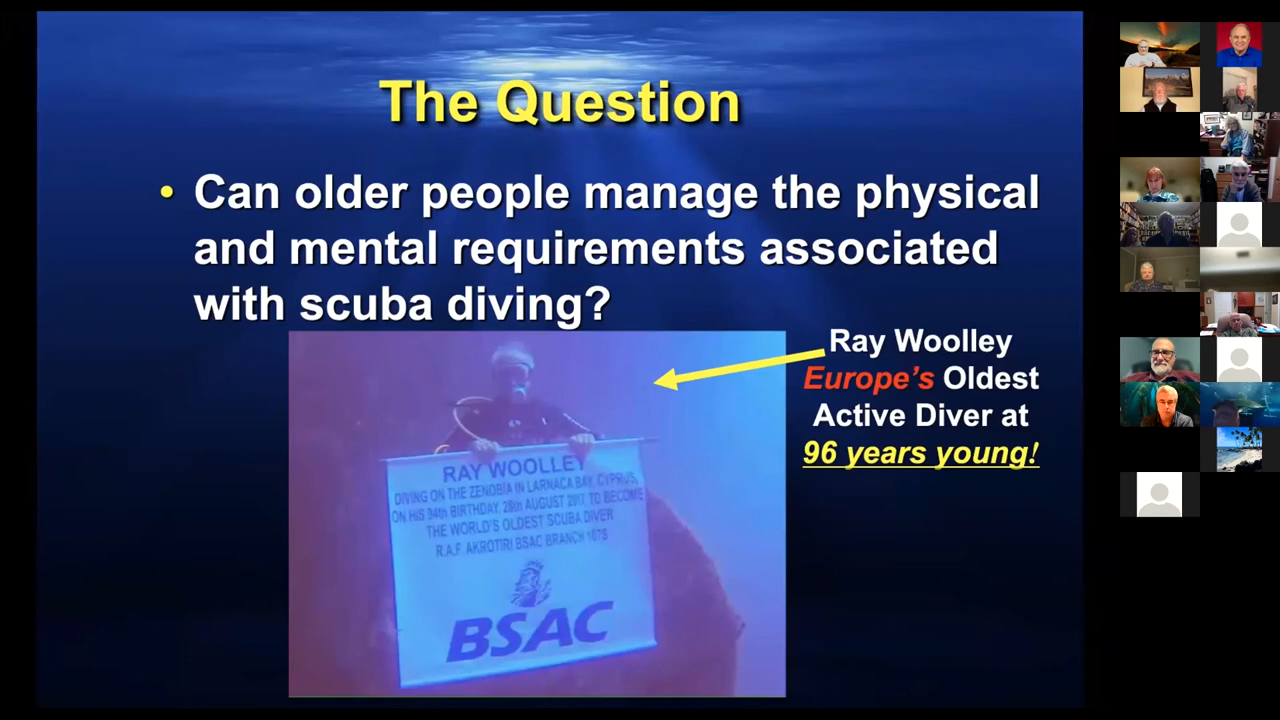 The Question
• Can older people manage the physical
and mental requirements associated
with scuba diving?
Ray Woolley
Europe's Oldest
Active Diver at
96 years young!
RAY WOOLLEY
DIVING ON THE ZENOBIA IN LARNACA BAY, CYPRUS,
ON HIS 94th BIRTHDAY, 28th AUGUST 2017, TO BECOME
THE WORLD'S OLDEST SCUBA DIVER
R.A.F. AKROTIRI BSAC BRANCH 107S
BSAC